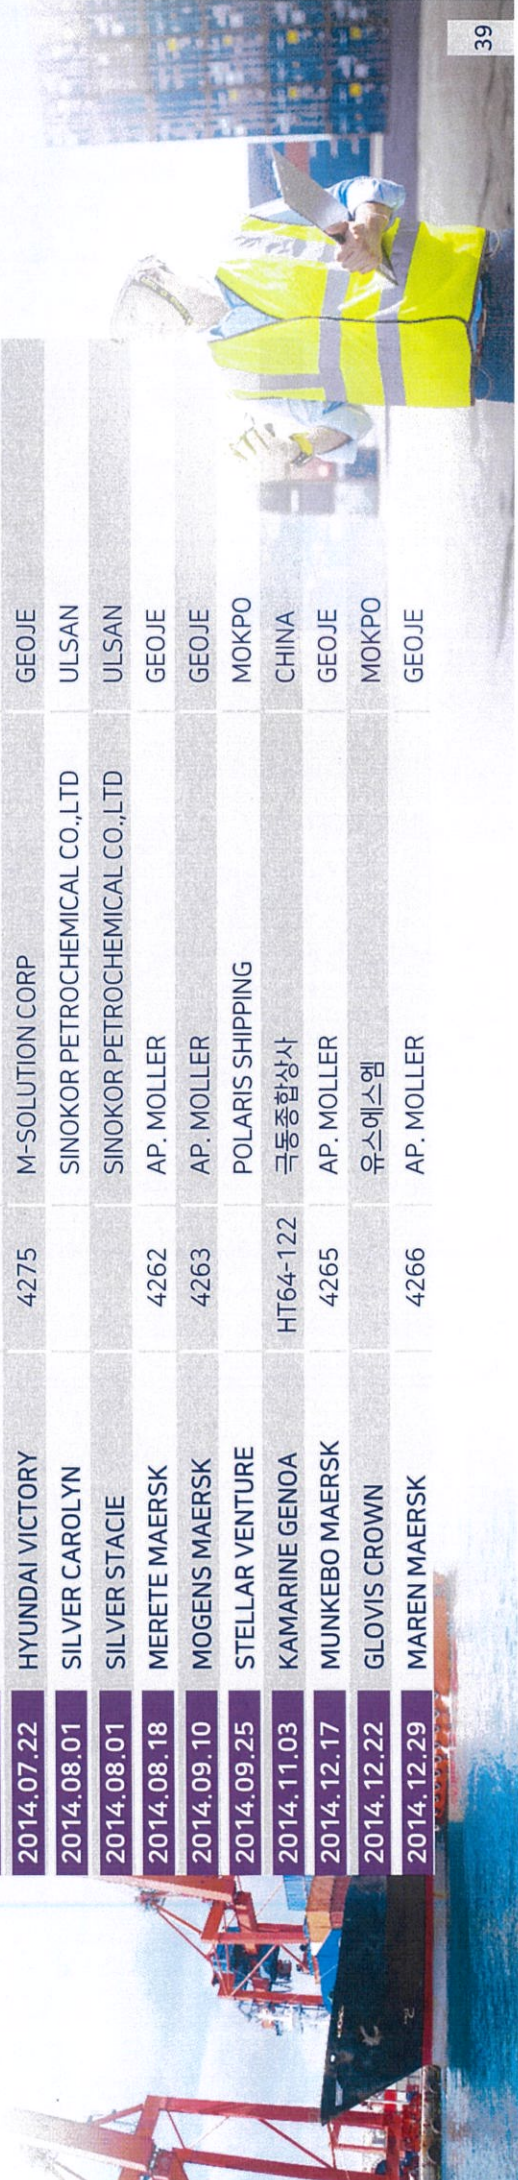 2014.07.22 HYUNDAI VICTORY 4275 M-SOLUTION CORP GEOJE
2014.08.01 SILVER CAROLYN SINOKOR PETROCHEMICAL CO.,LTD ULSAN
2014.08.01 SILVER STACIE SINOKOR PETROCHEMICAL CO.,LTD ULSAN
2014.08.18 MERETE MAERSK 4262 AP. MOLLER GEOJE
2014.09.10 MOGENS MAERSK 4263 AP. MOLLER GEOJE
2014.09.25 STELLAR VENTURE POLARIS SHIPPING MOKPO
2014.11.03 KAMARINE GENOA HT64-122 극동종합상사 CHINA
2014.12.17 MUNKEBO MAERSK 4265 AP. MOLLER GEOJE
2014.12.22 GLOVIS CROWN 유스에스엠 MOKPO
2014.12.29 MAREN MAERSK 4266 AP. MOLLER GEOJE
39